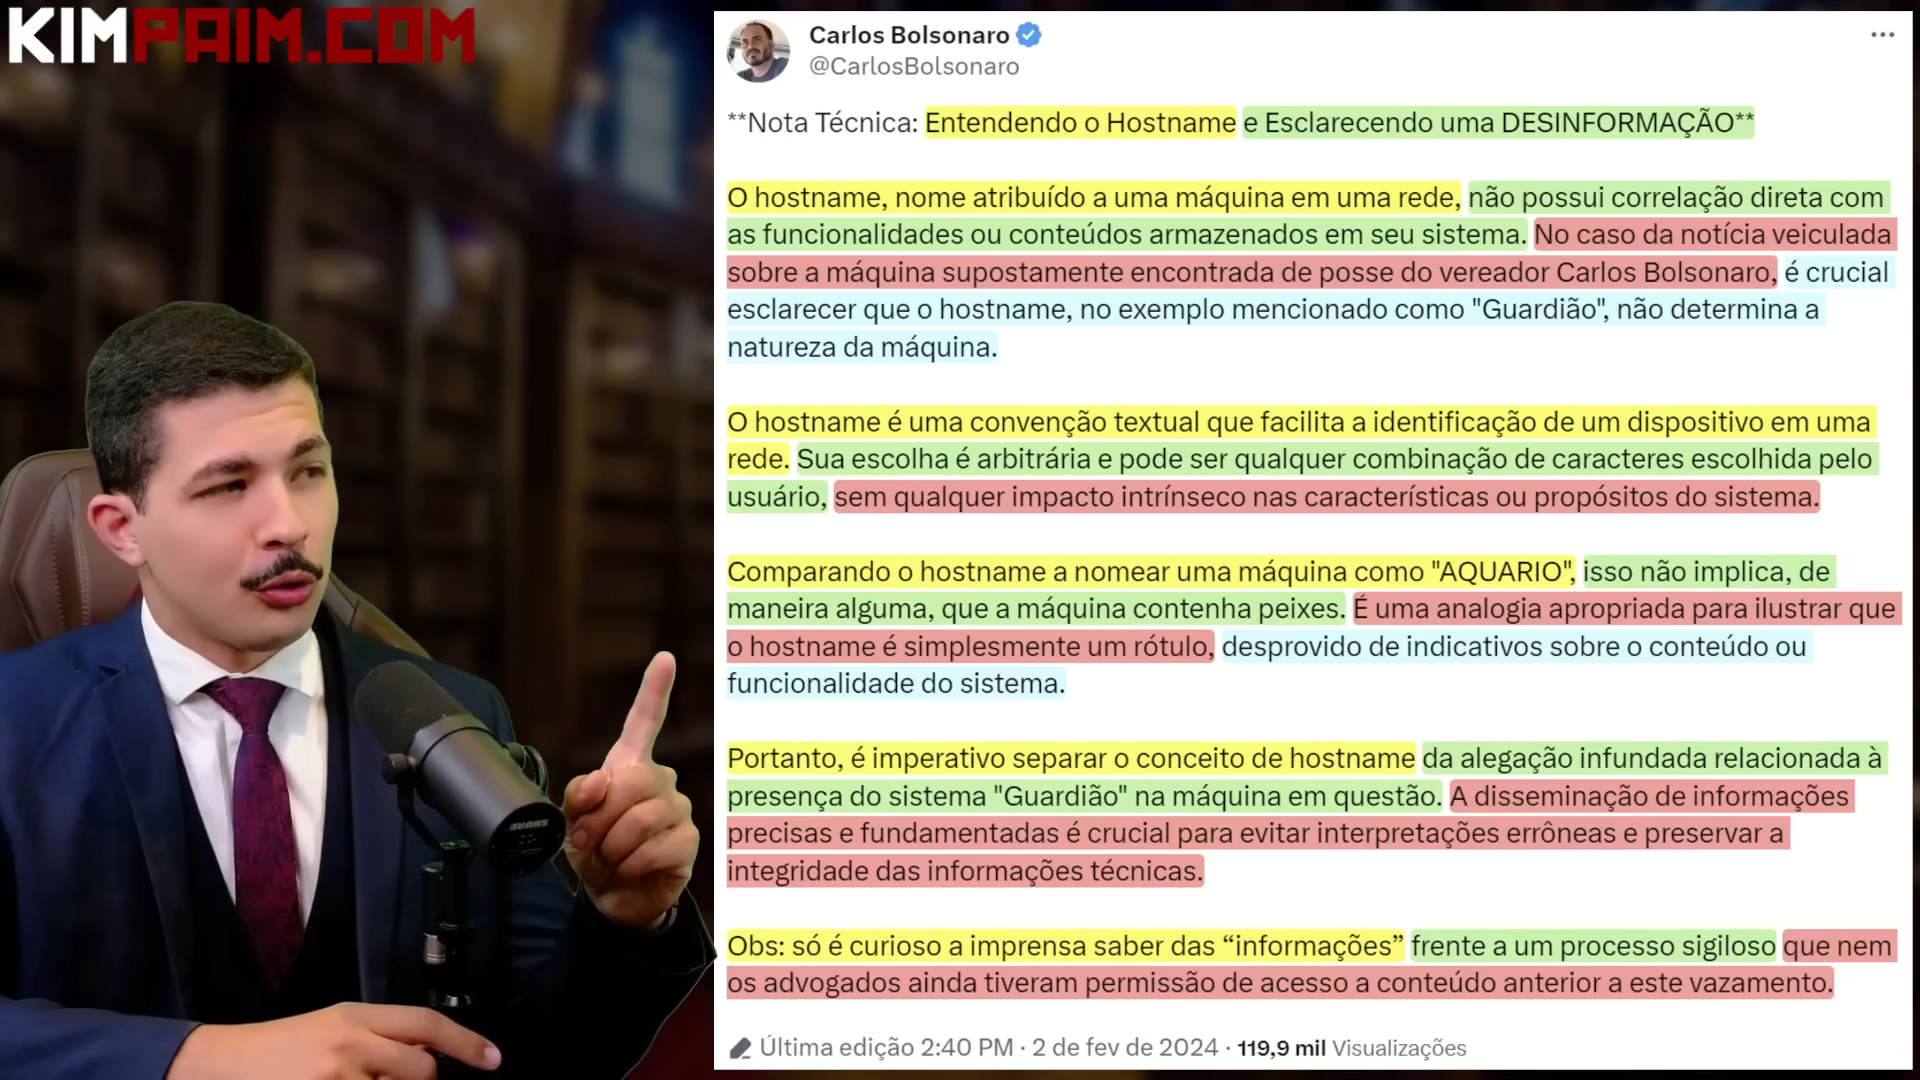 KIMPAIM.COM
Carlos Bolsonaro
@CarlosBolsonaro
**Nota Técnica: Entendendo o Hostname e Esclarecendo uma DESINFORMAÇÃO**
O hostname, nome atribuído a uma máquina em uma rede, não possui correlação direta com
as funcionalidades ou conteúdos armazenados em seu sistema. No caso da notícia veiculada
sobre a máquina supostamente encontrada de posse do vereador Carlos Bolsonaro, é crucial
esclarecer que o hostname, no exemplo mencionado como "Guardião", não determina a
natureza da máquina.
O hostname é uma convenção textual que facilita a identificação de um dispositivo em uma
rede. Sua escolha é arbitrária e pode ser qualquer combinação de caracteres escolhida pelo
usuário, sem qualquer impacto intrínseco nas características ou propósitos do sistema.
Comparando o hostname a nomear uma máquina como "AQUARIO", isso não implica, de
maneira alguma, que a máquina contenha peixes. É uma analogia apropriada para ilustrar que
o hostname é simplesmente um rótulo, desprovido de indicativos sobre o conteúdo ou
funcionalidade do sistema.
Portanto, é imperativo separar o conceito de hostname da alegação infundada relacionada à
presença do sistema "Guardião" na máquina em questão. A disseminação de informações
precisas e fundamentadas é crucial para evitar interpretações errôneas e preservar a
integridade das informações técnicas.
Obs: só é curioso a imprensa saber das “informações” frente a um processo sigiloso que nem
os advogados ainda tiveram permissão de acesso a conteúdo anterior a este vazamento.
Última edição 2:40 PM · 2 de fev de 2024 · 119,9 mil Visualizações
SHURE